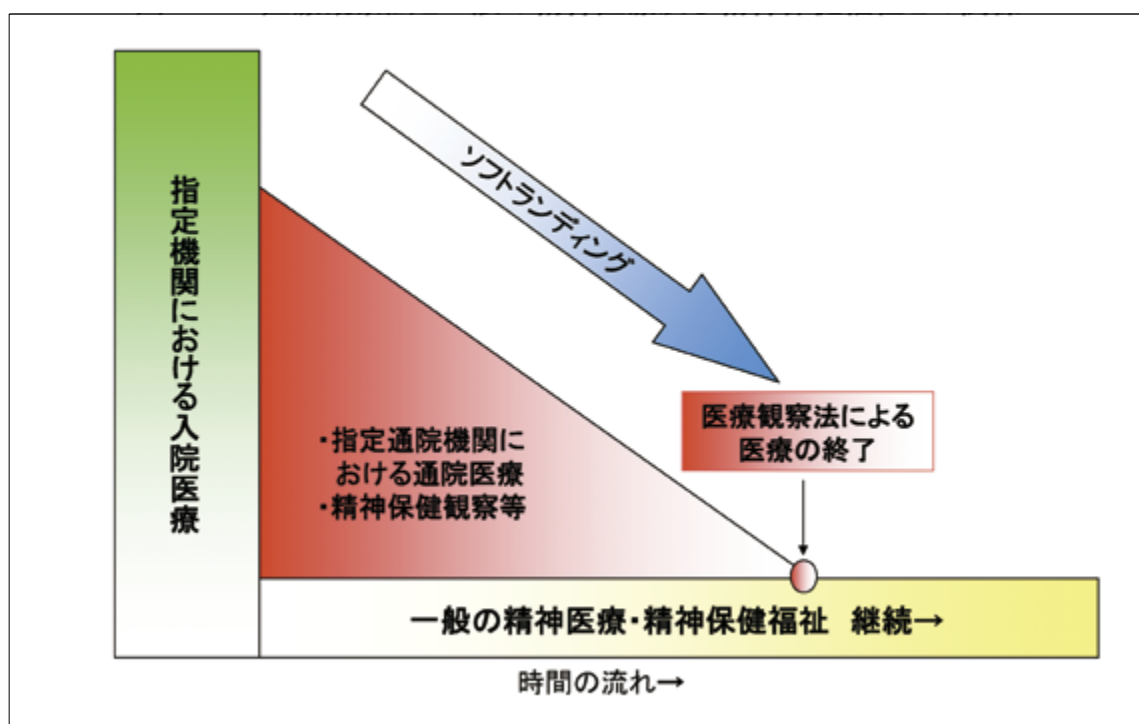 指定機関における入院医療
ソフトランディング
医療観察法による
医療の終了
・指定通院機関に
おける通院医療
・精神保健観察等
一般の精神医療・精神保健福祉　継続→
時間の流れ→